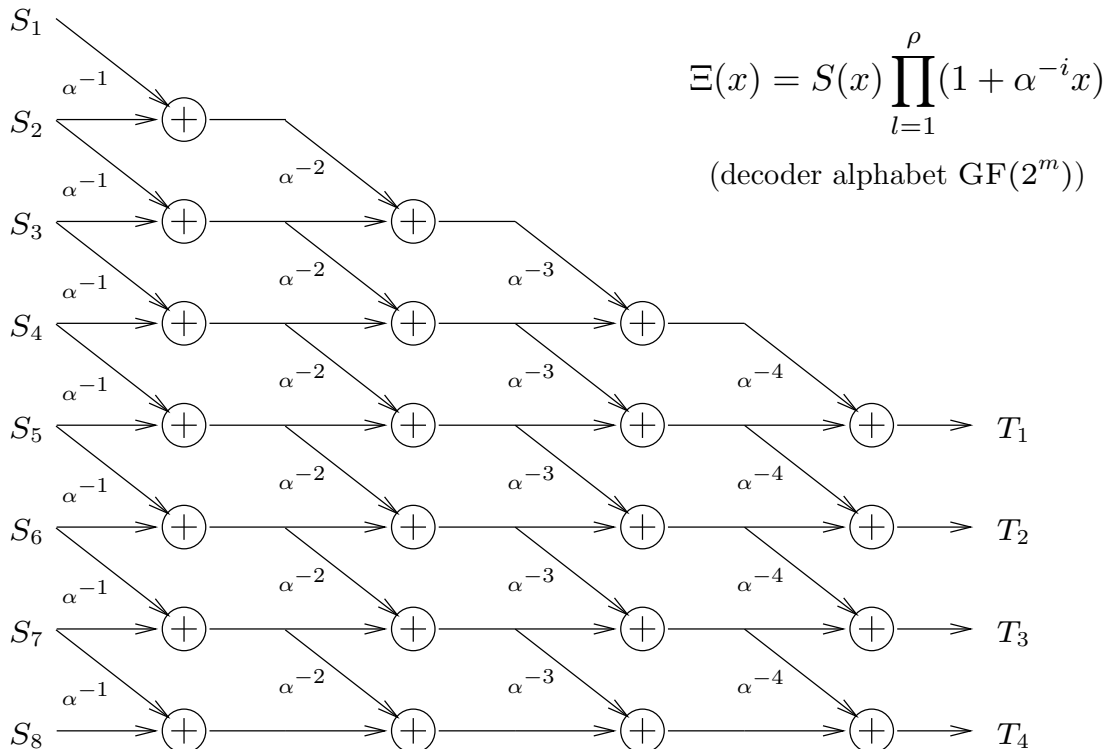 S₁
Ξ(x) = S(x) ∏_{l=1}^{ρ} (1 + α⁻ⁱx)
(decoder alphabet GF(2ᵐ))
α⁻¹
S₂
α⁻¹ α⁻²
S₃
α⁻¹ α⁻² α⁻³
S₄
α⁻¹ α⁻² α⁻³ α⁻⁴
S₅ T₁
α⁻¹ α⁻² α⁻³ α⁻⁴
S₆ T₂
α⁻¹ α⁻² α⁻³ α⁻⁴
S₇ T₃
α⁻¹ α⁻² α⁻³ α⁻⁴
S₈ T₄